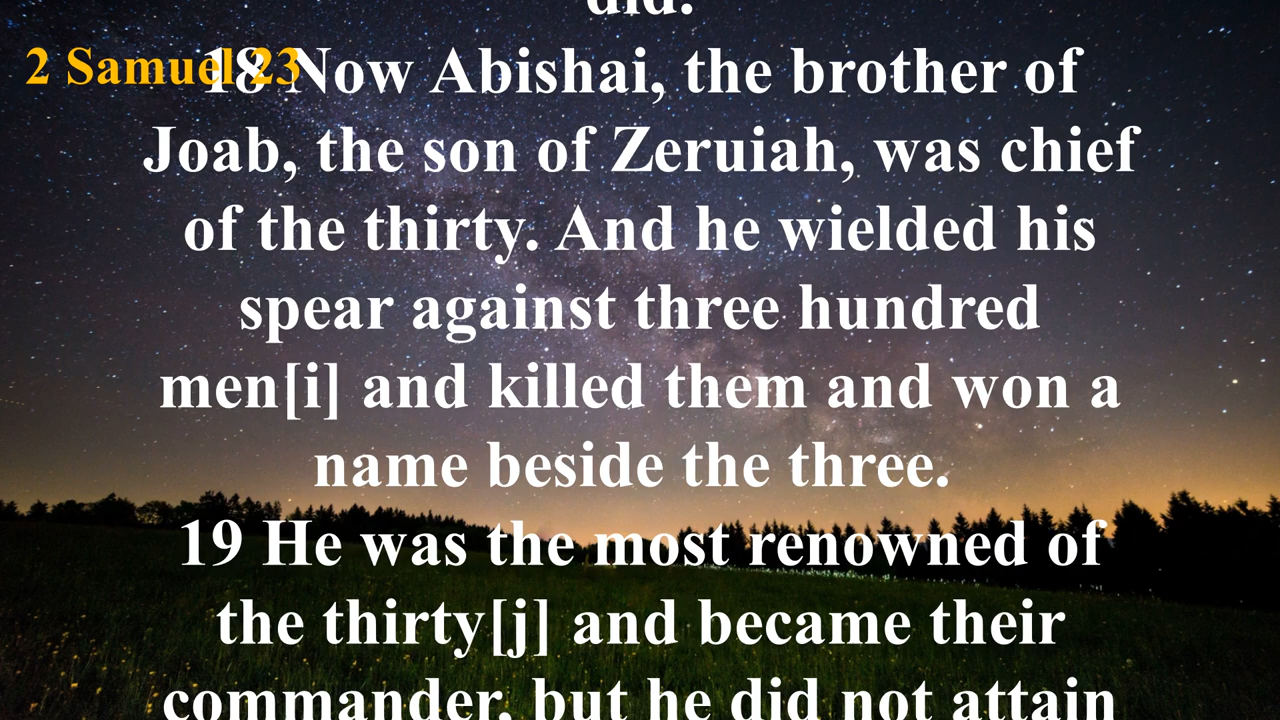 did.
2 Samuel 23
18 Now Abishai, the brother of
Joab, the son of Zeruiah, was chief
of the thirty. And he wielded his
spear against three hundred
men[i] and killed them and won a
name beside the three.
19 He was the most renowned of
the thirty[j] and became their
commander, but he did not attain